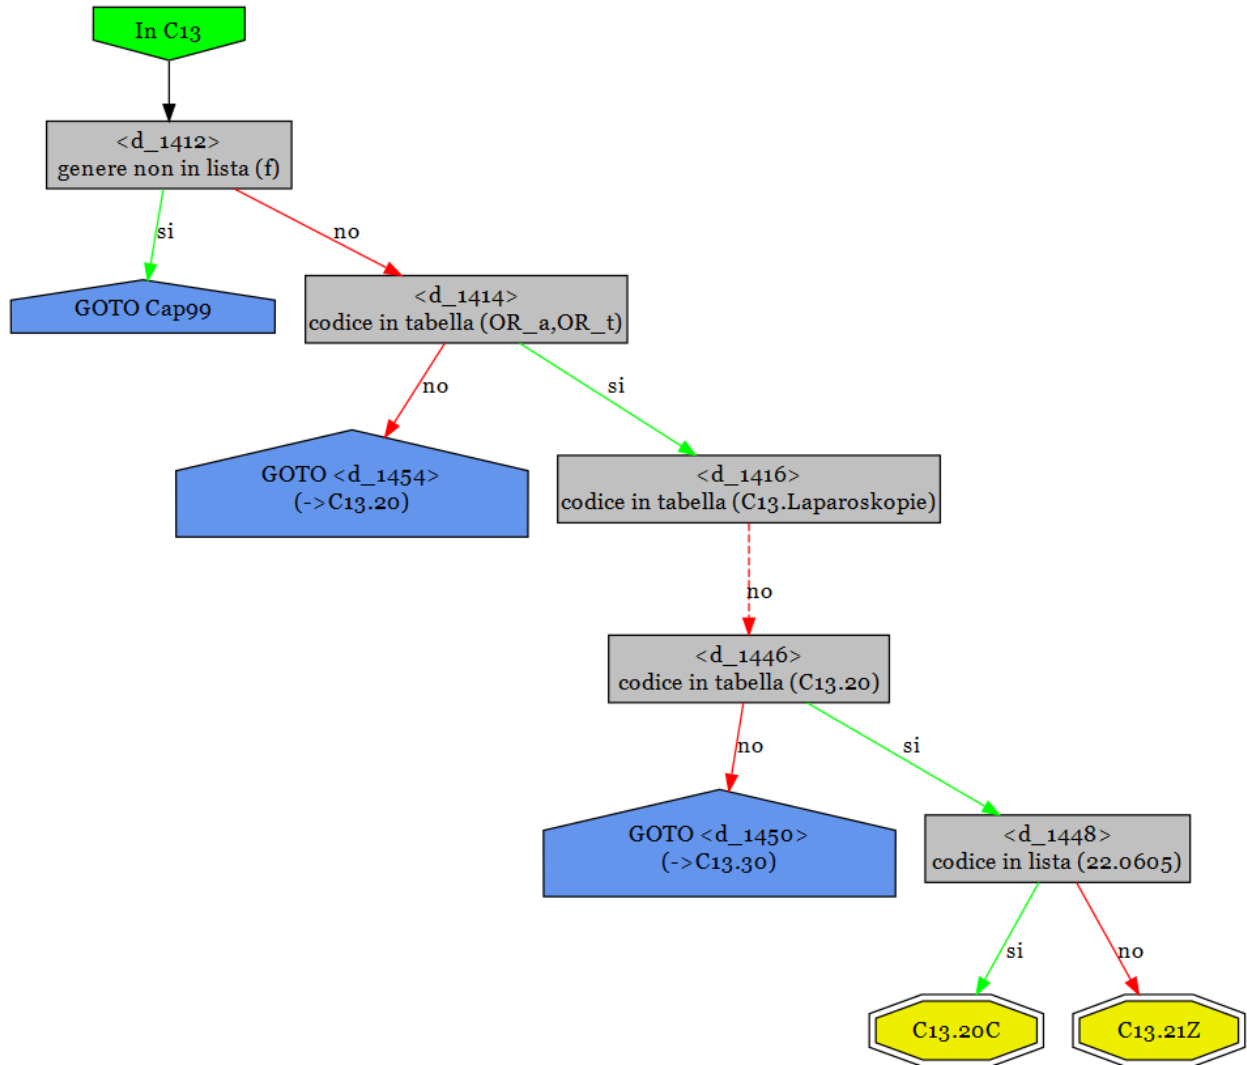 In C13
<d_1412>
genere non in lista (f)
si
no
GOTO Cap99
<d_1414>
codice in tabella (OR_a,OR_t)
no
si
GOTO <d_1454>
(->C13.20)
<d_1416>
codice in tabella (C13.Laparoskopie)
no
<d_1446>
codice in tabella (C13.20)
no
si
GOTO <d_1450>
(->C13.30)
<d_1448>
codice in lista (22.0605)
si
no
C13.20C
C13.21Z